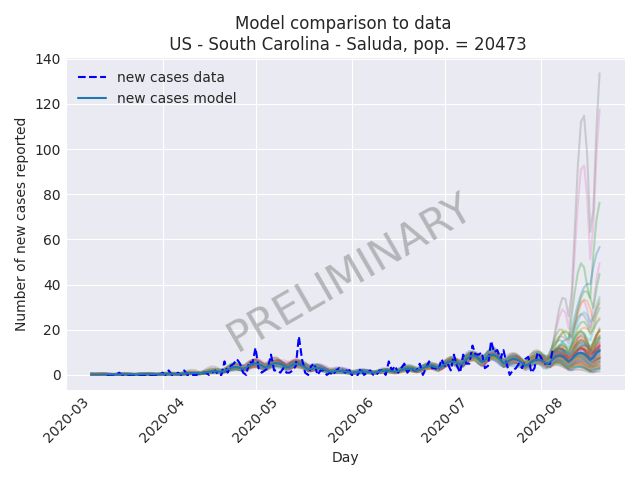 Model comparison to data
US - South Carolina - Saluda, pop. = 20473
new cases data
new cases model
PRELIMINARY
Number of new cases reported
140
120
100
80
60
40
20
0
2020-03
2020-04
2020-05
2020-06
2020-07
2020-08
Day